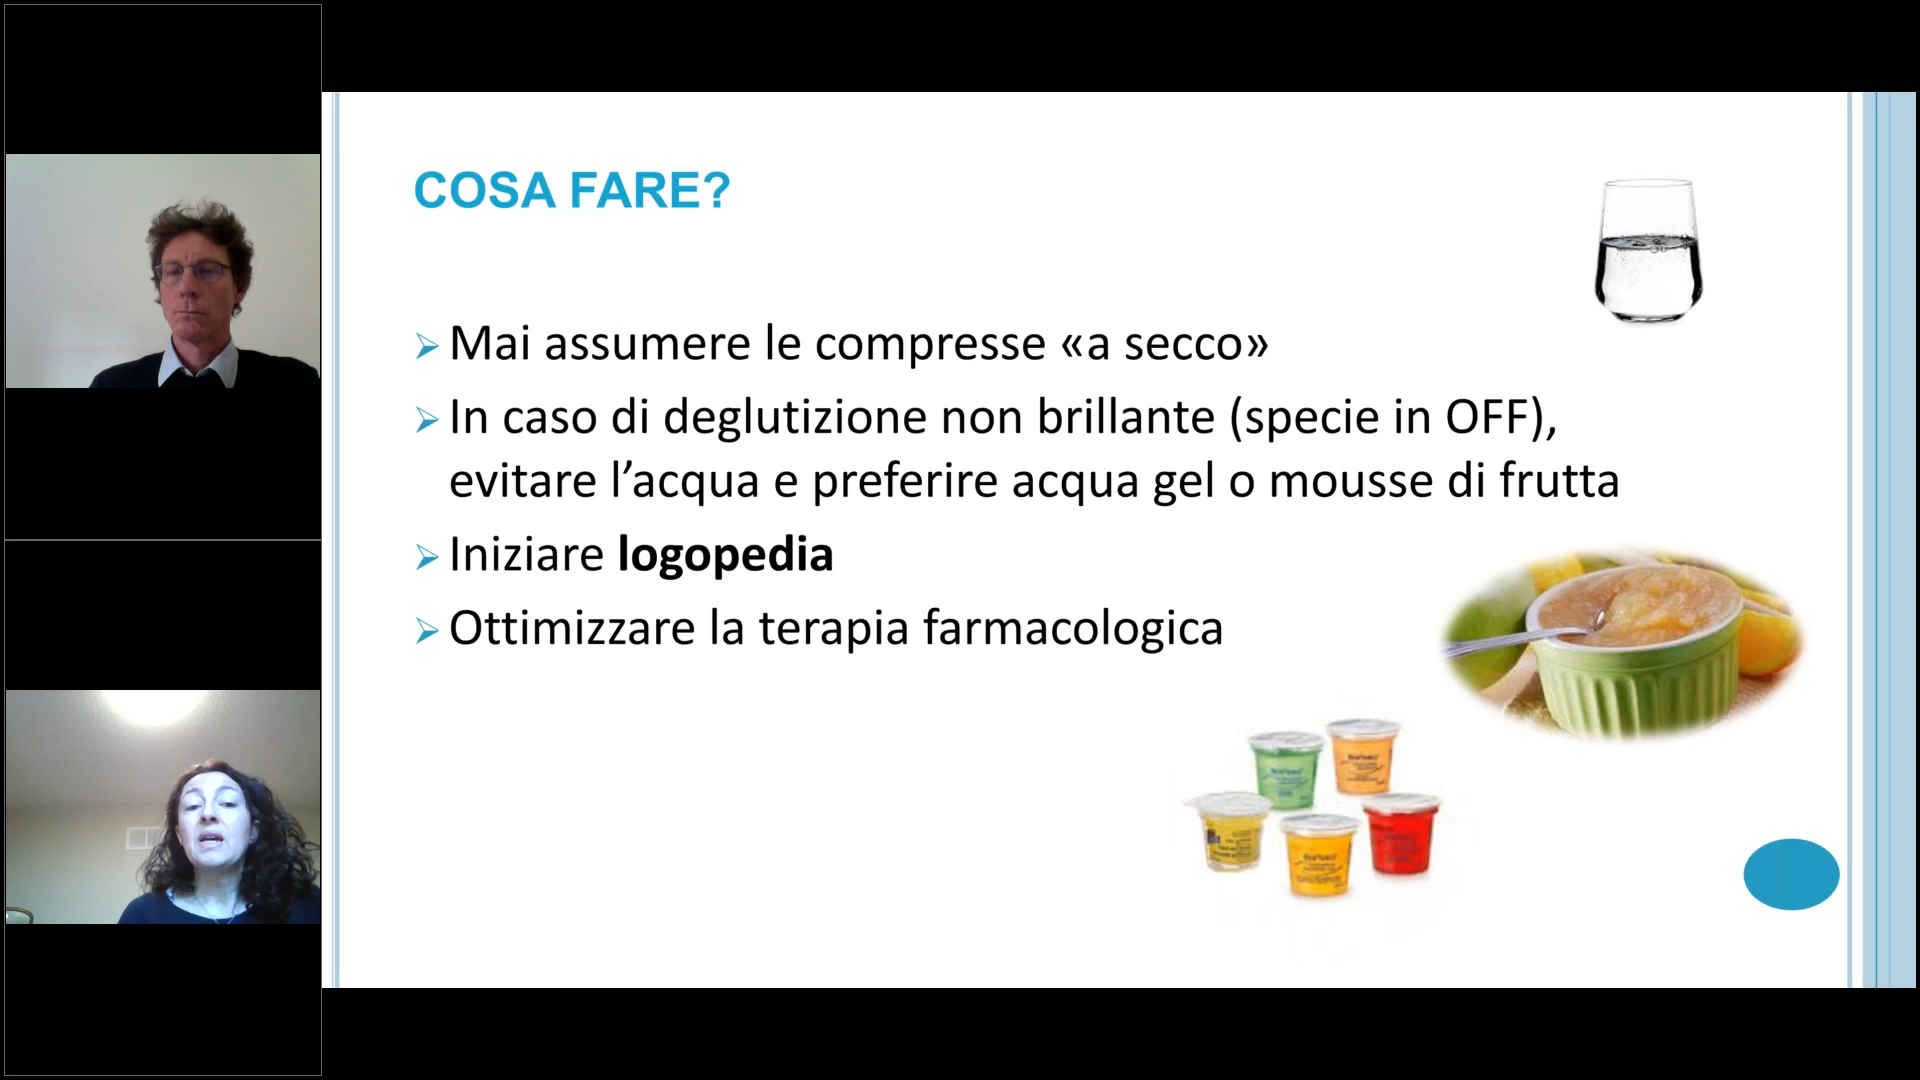 COSA FARE?
Mai assumere le compresse «a secco»
In caso di deglutizione non brillante (specie in OFF),
evitare l’acqua e preferire acqua gel o mousse di frutta
Iniziare logopedia
Ottimizzare la terapia farmacologica